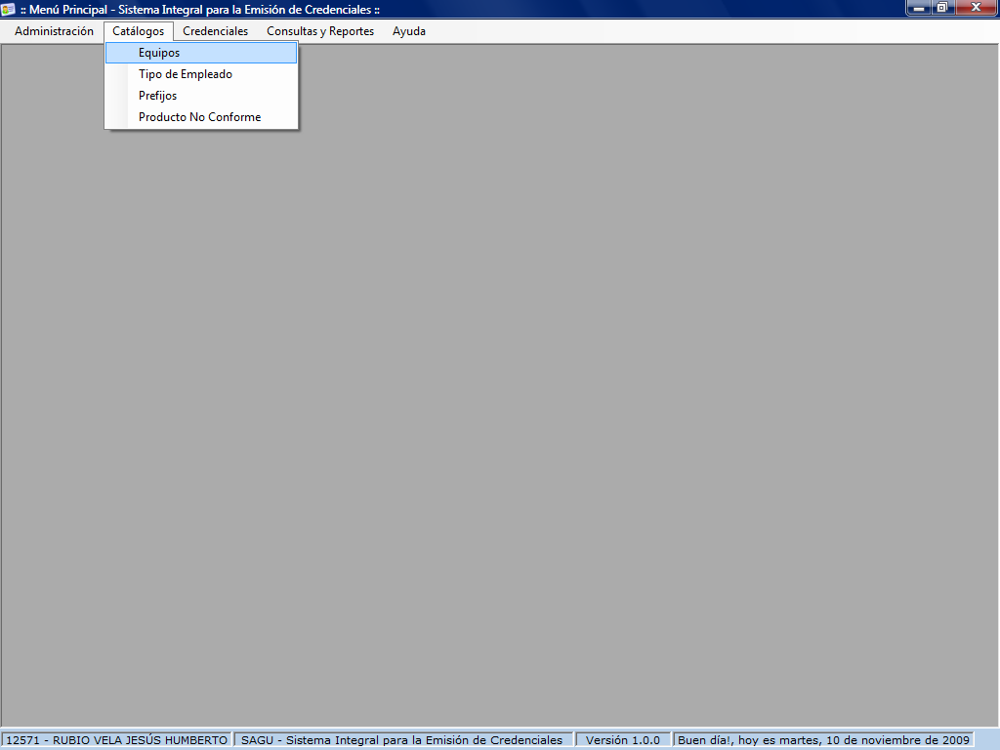 :: Menú Principal - Sistema Integral para la Emisión de Credenciales ::
Administración Catálogos Credenciales Consultas y Reportes Ayuda
Equipos
Tipo de Empleado
Prefijos
Producto No Conforme
12571 - RUBIO VELA JESÚS HUMBERTO SAGU - Sistema Integral para la Emisión de Credenciales Versión 1.0.0 Buen día!, hoy es martes, 10 de noviembre de 2009